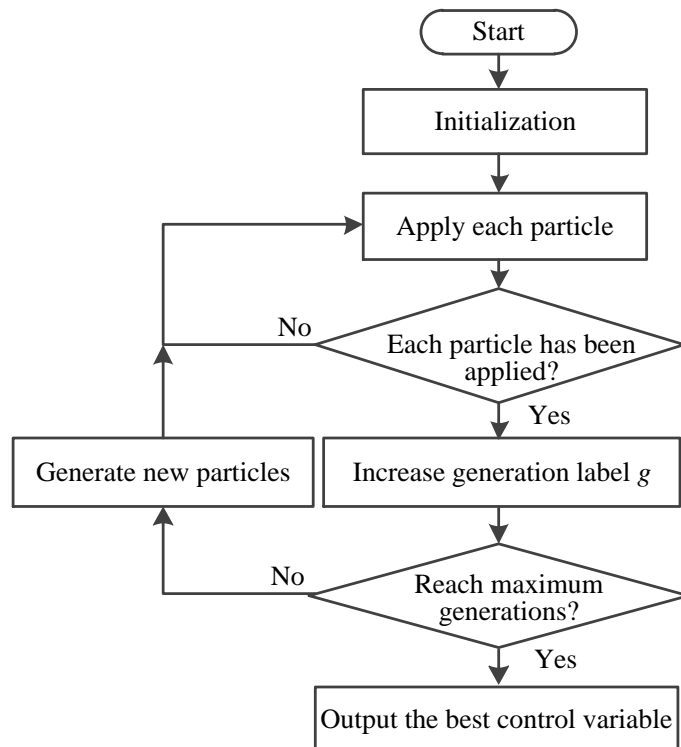 Start
Initialization
Apply each particle
No
Each particle has been
applied?
Yes
Generate new particles
Increase generation label g
No
Reach maximum
generations?
Yes
Output the best control variable